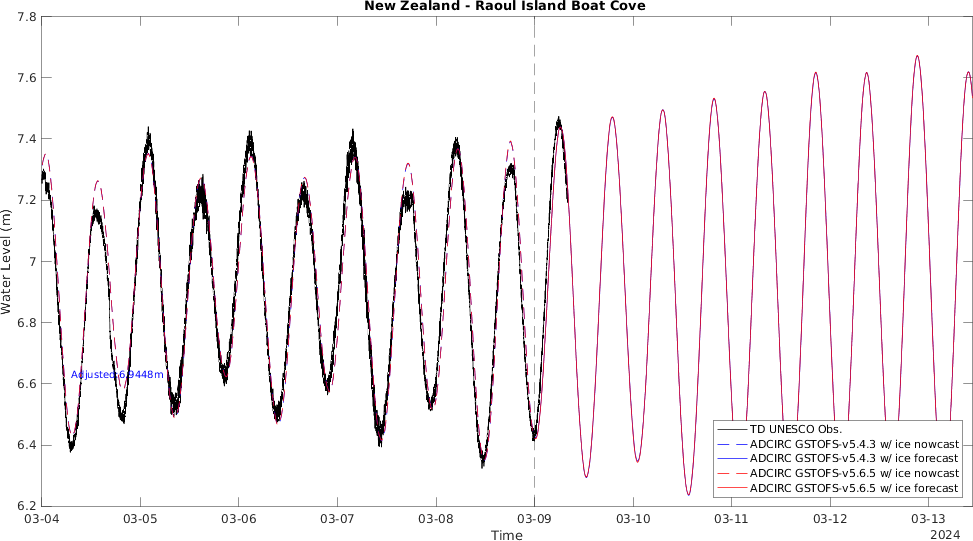 New Zealand - Raoul Island Boat Cove
7.8
7.6
7.4
7.2
7
6.8
6.6
6.4
6.2
Water Level (m)
Adjusted:6.9448m
TD UNESCO Obs.
ADCIRC GSTOFS-v5.4.3 w/ ice nowcast
ADCIRC GSTOFS-v5.4.3 w/ ice forecast
ADCIRC GSTOFS-v5.6.5 w/ ice nowcast
ADCIRC GSTOFS-v5.6.5 w/ ice forecast
03-04 03-05 03-06 03-07 03-08 03-09 03-10 03-11 03-12 03-13
Time
2024